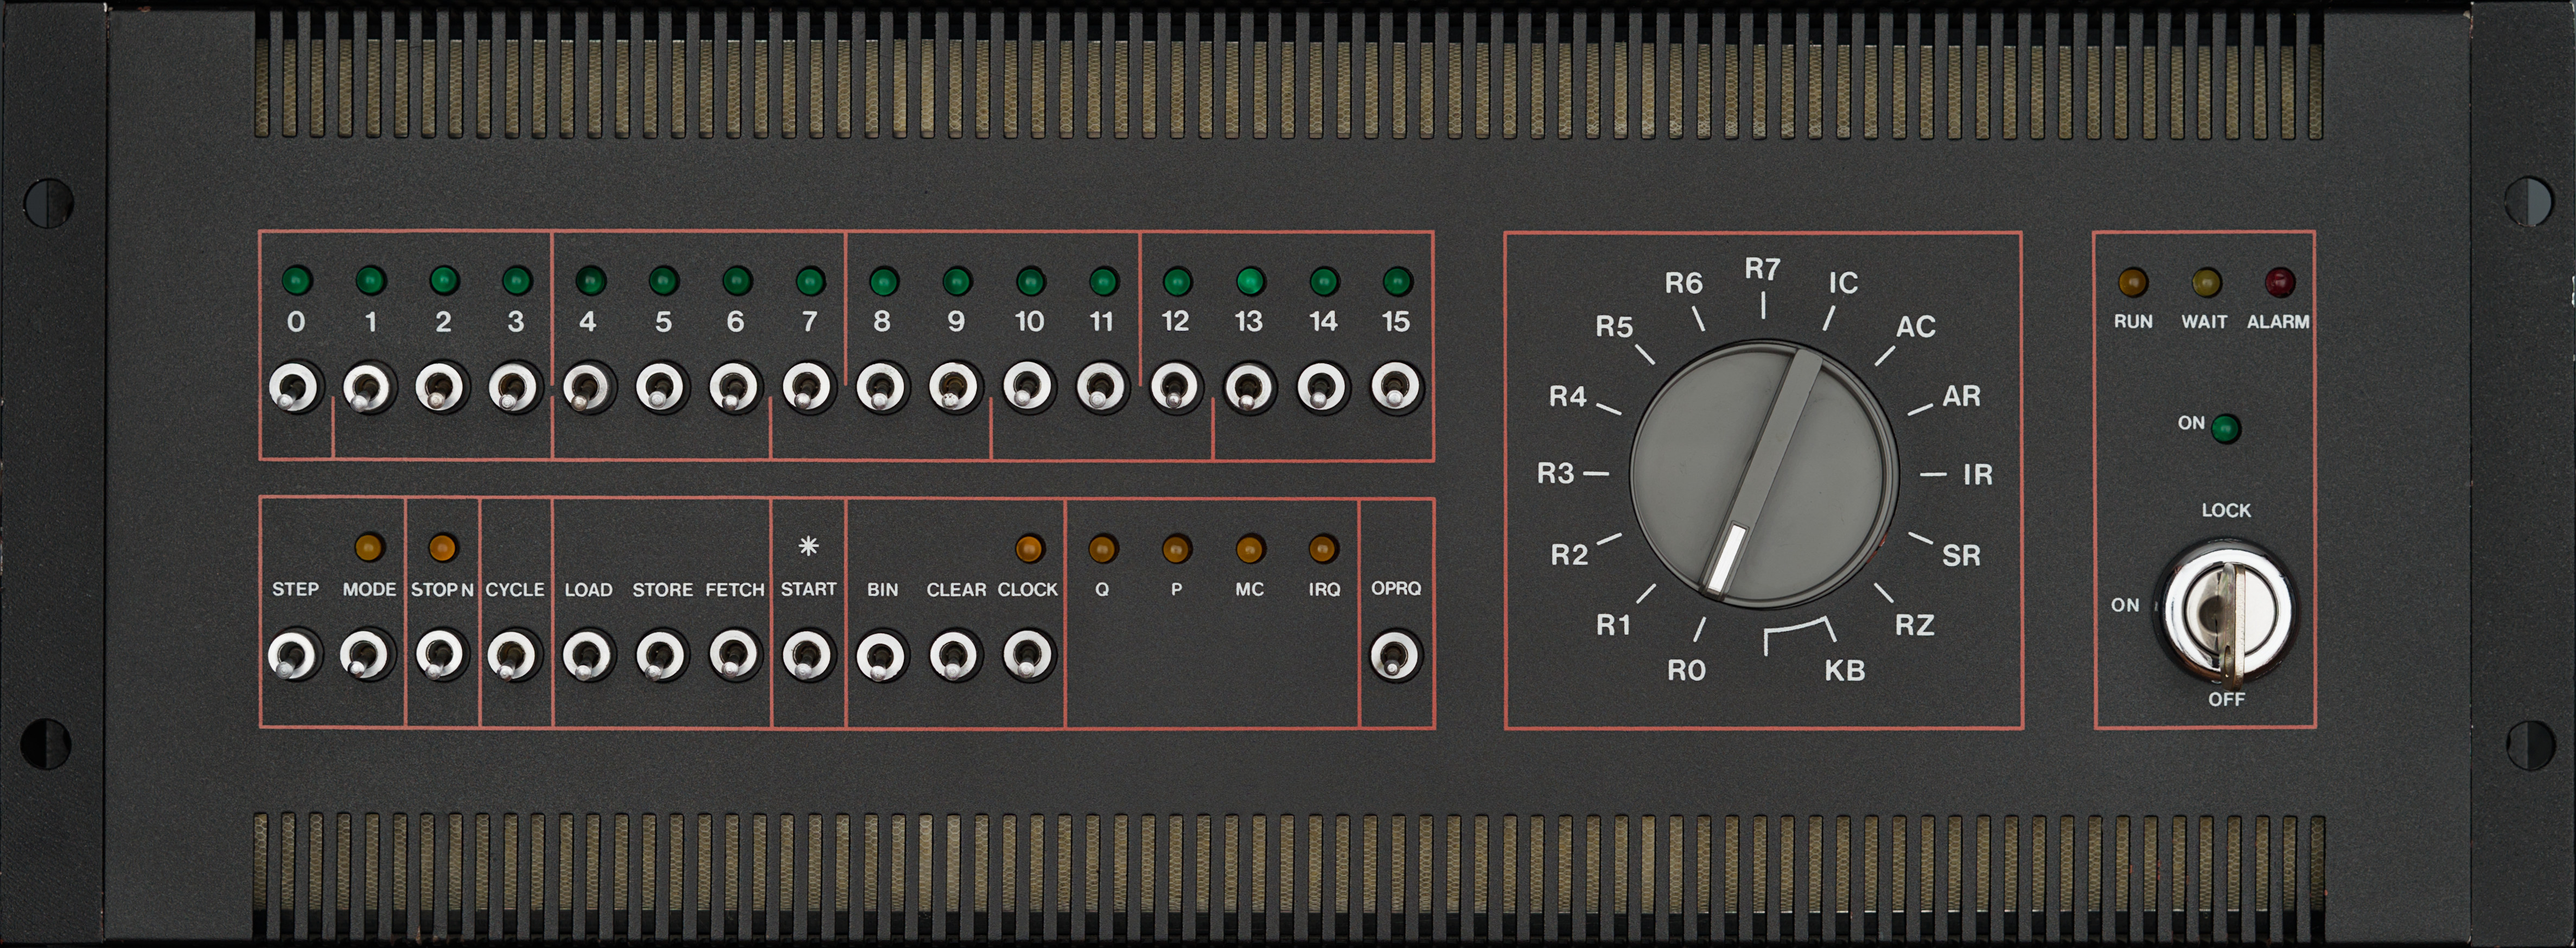 0 1 2 3 4 5 6 7 8 9 10 11 12 13 14 15
STEP MODE STOP N CYCLE LOAD STORE FETCH START BIN CLEAR CLOCK Q P MC IRQ OPRQ
R0
R1
R2
R3
R4
R5
R6
R7
IC
AC
AR
IR
SR
RZ
KB
RUN WAIT ALARM
ON
LOCK
ON
OFF